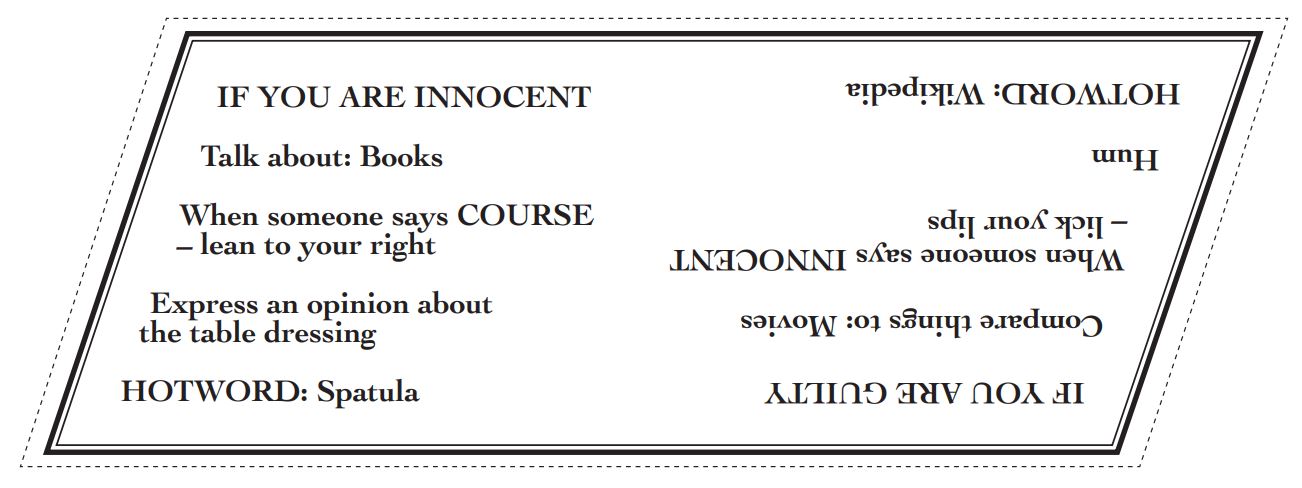 IF YOU ARE INNOCENT
Talk about: Books
When someone says COURSE
– lean to your right
Express an opinion about
the table dressing
HOTWORD: Spatula
IF YOU ARE GUILTY
Compare things to: Movies
When someone says INNOCENT
– lick your lips
Hum
HOTWORD: Wikipedia